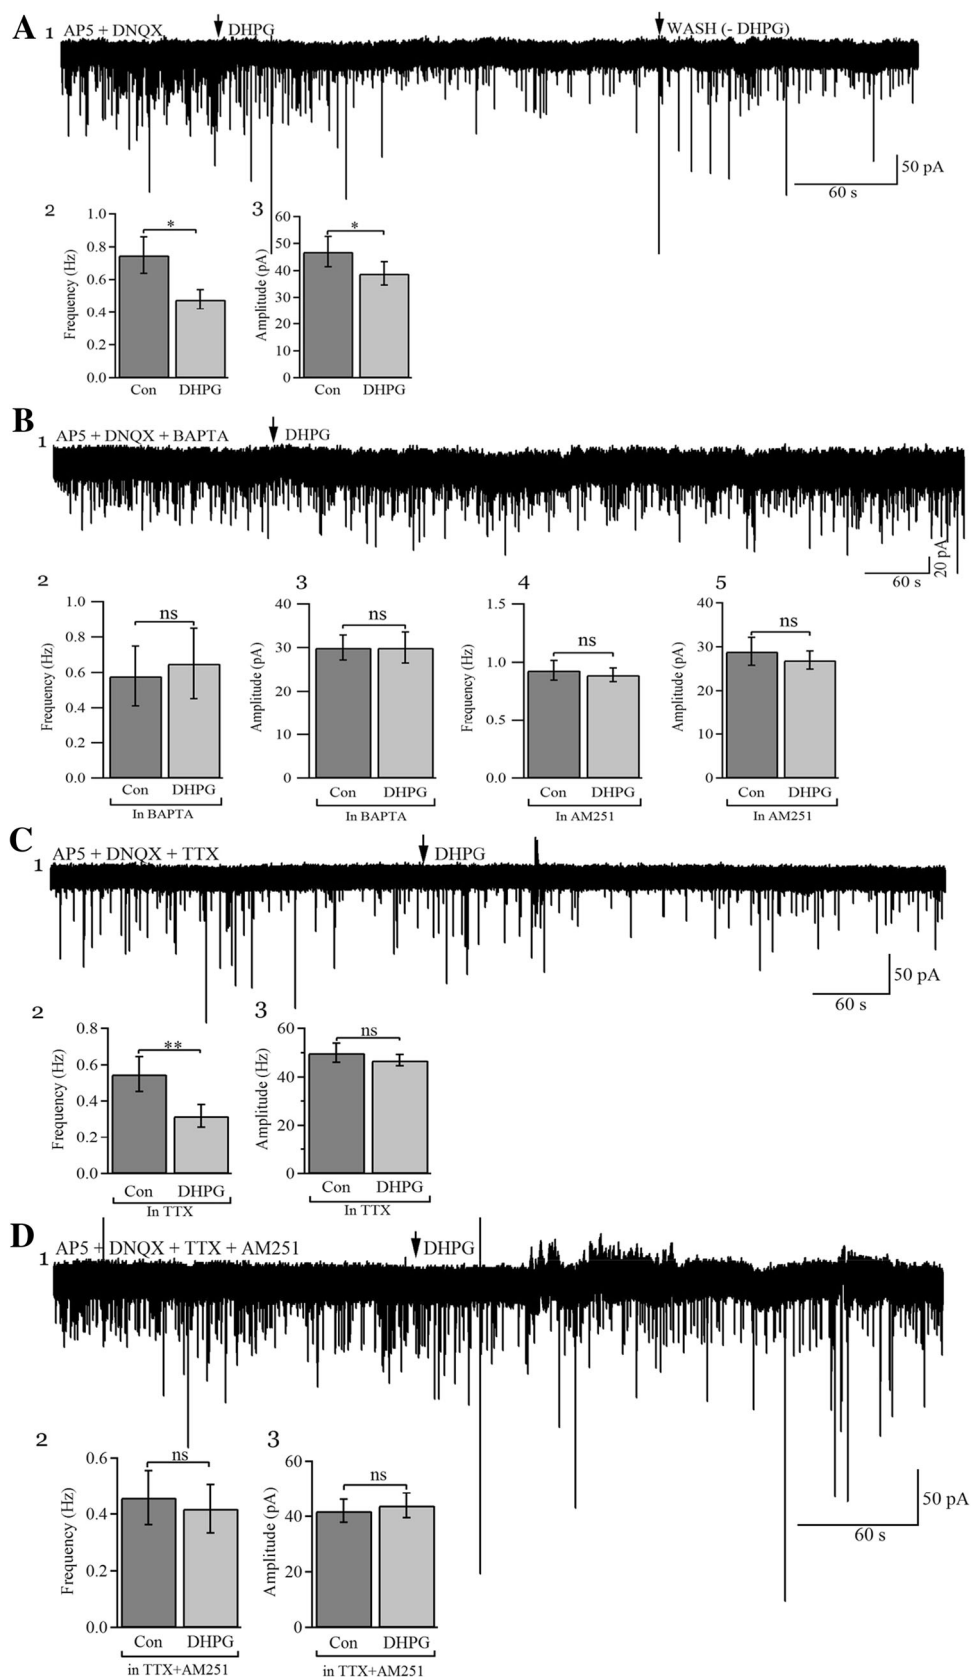 A
1 AP5 + DNQX DHPG WASH (- DHPG)
50 pA
60 s
2 3
1.0 0.8 0.6 0.4 0.2 0.0
Frequency (Hz)
*
Con DHPG
60 50 40 30 20 10 0
Amplitude (pA)
*
Con DHPG
B
1 AP5 + DNQX + BAPTA DHPG
20 pA
60 s
2 3 4 5
1.0 0.8 0.6 0.4 0.2 0.0
Frequency (Hz)
ns
Con DHPG
In BAPTA
40 30 20 10 0
Amplitude (pA)
ns
Con DHPG
In BAPTA
1.5 1.0 0.5 0.0
Frequency (Hz)
ns
Con DHPG
In AM251
40 30 20 10 0
Amplitude (pA)
ns
Con DHPG
In AM251
C
1 AP5 + DNQX + TTX DHPG
50 pA
60 s
2 3
0.8 0.6 0.4 0.2 0.0
Frequency (Hz)
**
Con DHPG
In TTX
60 40 20 0
Amplitude (Hz)
ns
Con DHPG
In TTX
D
1 AP5 + DNQX + TTX + AM251 DHPG
50 pA
60 s
2 3
0.6 0.4 0.2 0.0
Frequency (Hz)
ns
Con DHPG
in TTX+AM251
60 40 20 0
Amplitude (pA)
ns
Con DHPG
in TTX+AM251